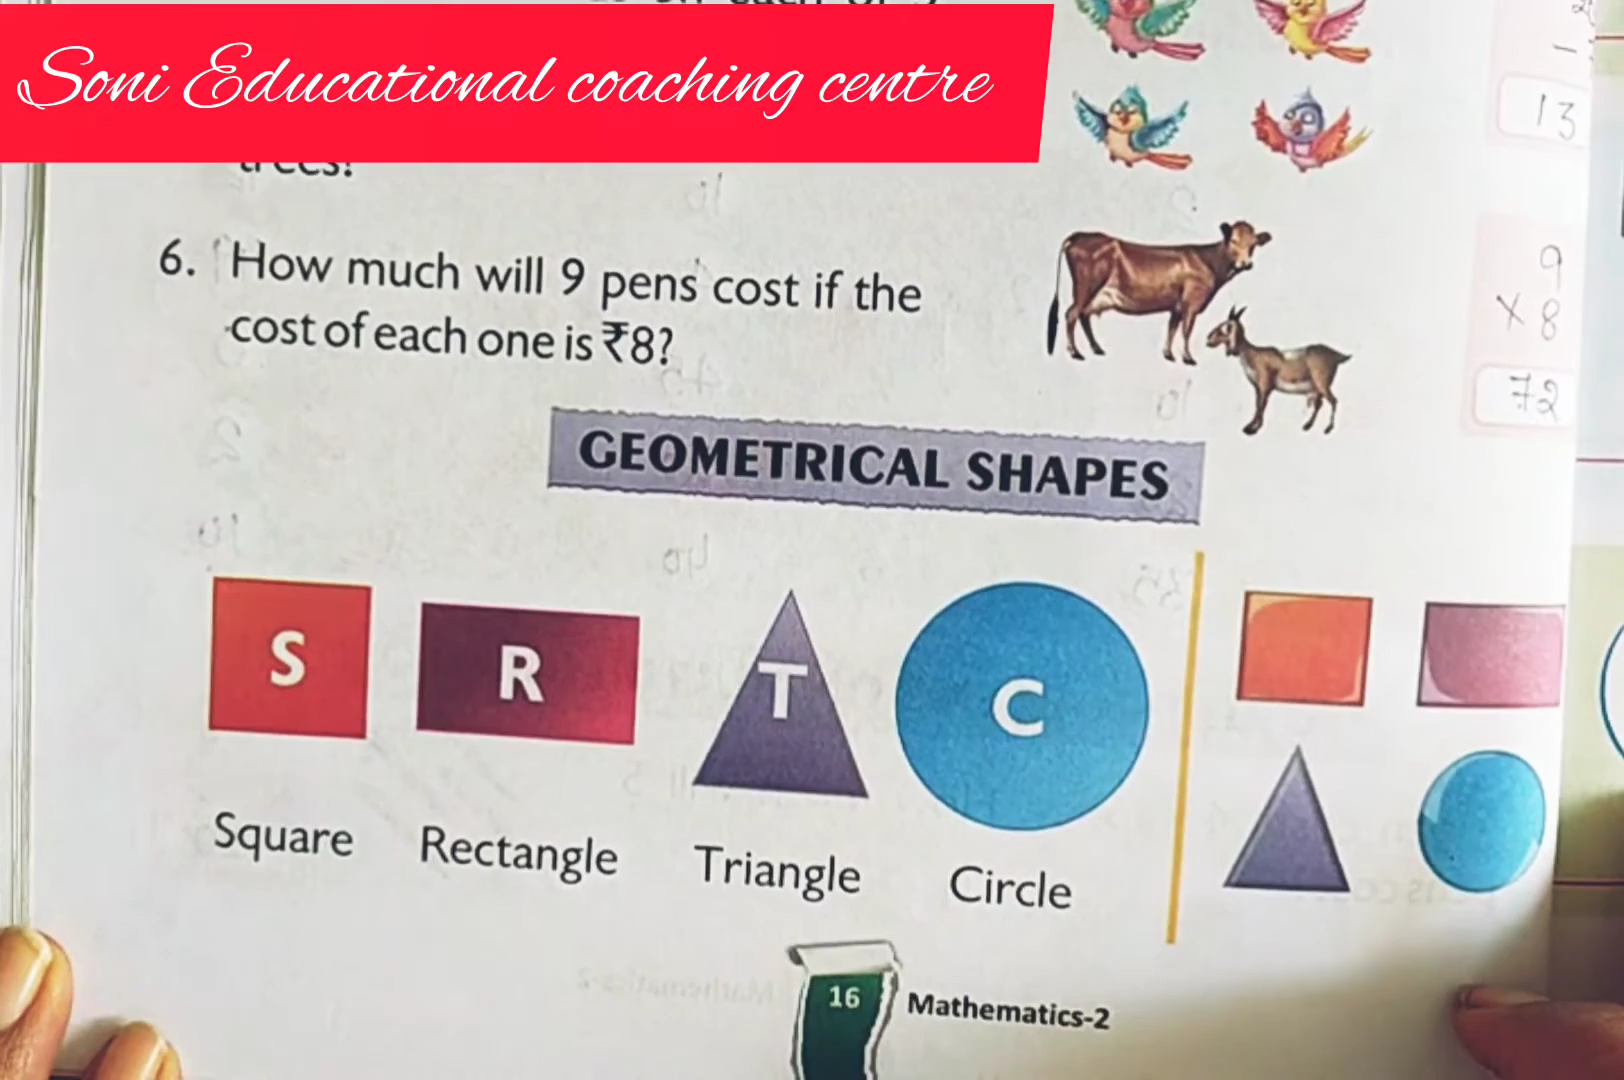 Soni Educational coaching centre
trees?
13
6. How much will 9 pens cost if the
cost of each one is ₹8?
9
× 8
72
GEOMETRICAL SHAPES
S R T C
Square Rectangle Triangle Circle
16 Mathematics-2